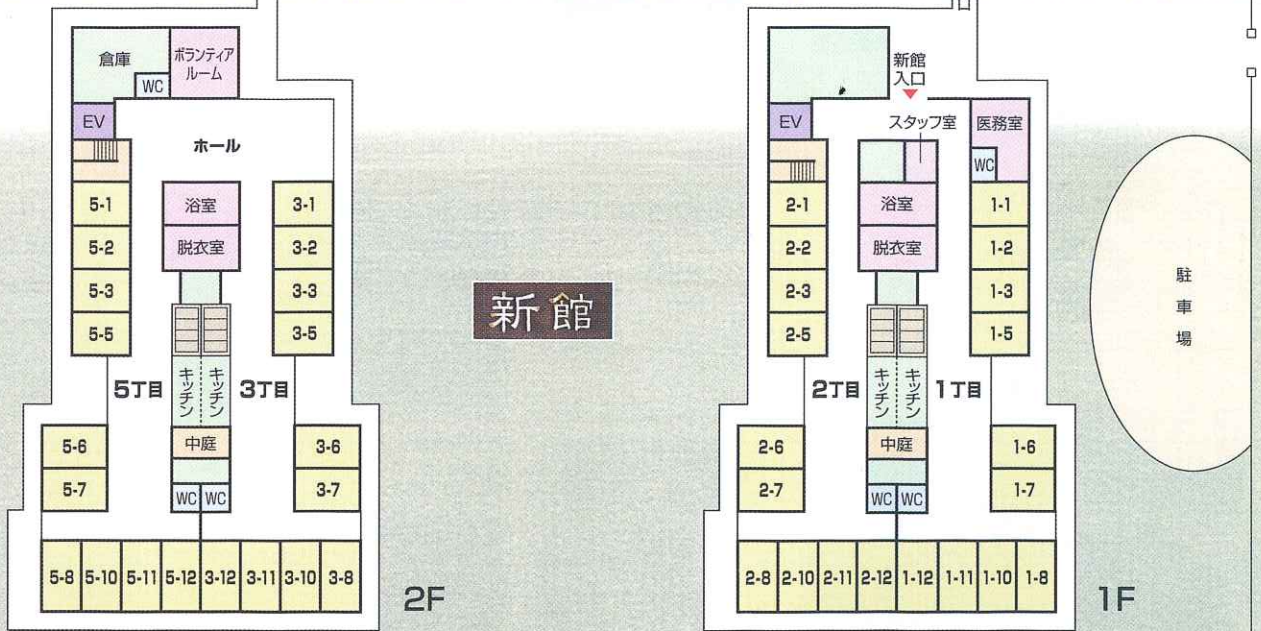 倉庫
ボランティア
ルーム
WC
EV
ホール
5-1
浴室
3-1
5-2
脱衣室
3-2
5-3
3-3
5-5
3-5
5丁目
キッチン
キッチン
3丁目
5-6
中庭
3-6
5-7
WC
WC
3-7
5-8
5-10
5-11
5-12
3-12
3-11
3-10
3-8
2F
新館
新館
入口
EV
スタッフ室
医務室
WC
2-1
浴室
1-1
2-2
脱衣室
1-2
2-3
1-3
2-5
1-5
2丁目
キッチン
キッチン
1丁目
2-6
中庭
1-6
2-7
WC
WC
1-7
2-8
2-10
2-11
2-12
1-12
1-11
1-10
1-8
1F
駐車場